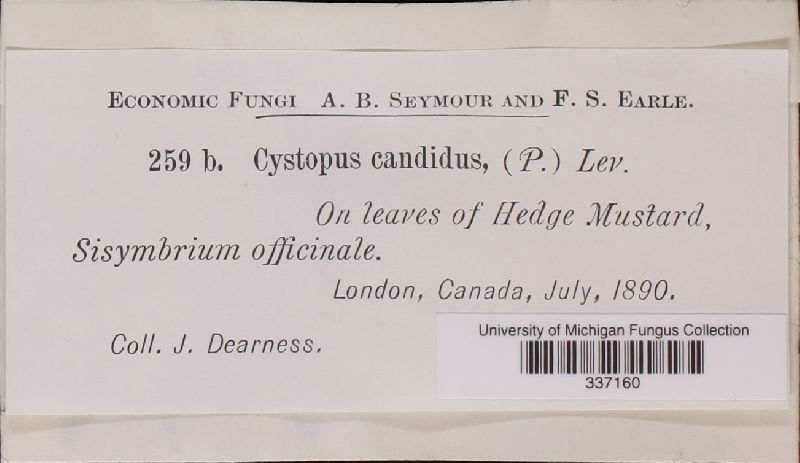 Economic Fungi A. B. Seymour and F. S. Earle.
259 b. Cystopus candidus, (P.) Lev.
On leaves of Hedge Mustard,
Sisymbrium officinale.
London, Canada, July, 1890.
Coll. J. Dearness.
University of Michigan Fungus Collection
337160